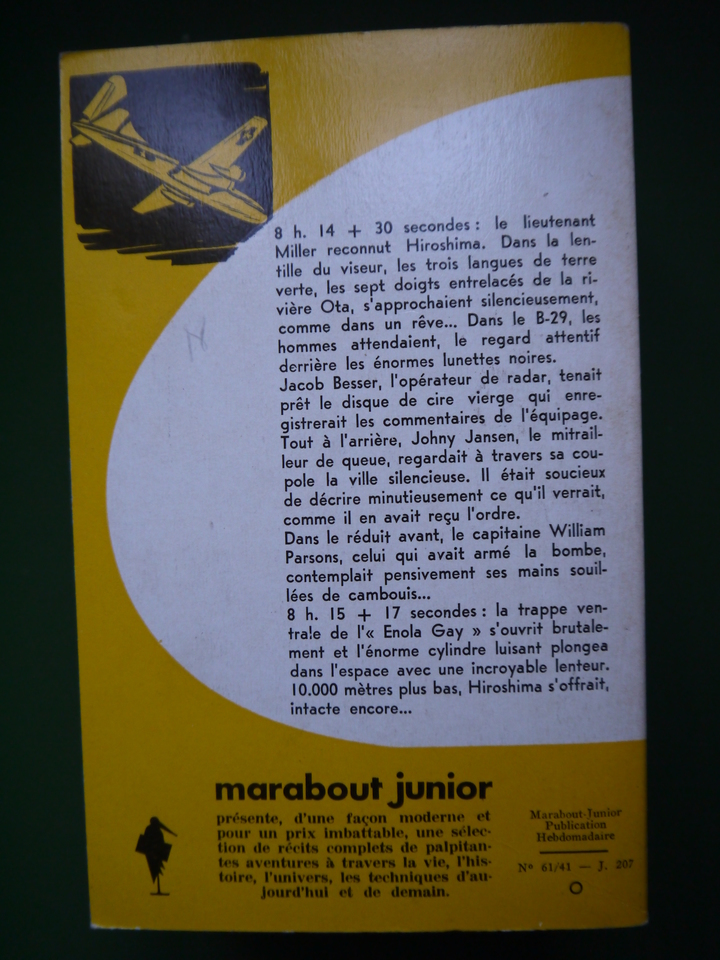 8 h. 14 + 30 secondes : le lieutenant
Miller reconnut Hiroshima. Dans la len-
tille du viseur, les trois langues de terre
verte, les sept doigts entrelacés de la ri-
vière Ota, s'approchaient silencieusement,
comme dans un rêve... Dans le B-29, les
hommes attendaient, le regard attentif
derrière les énormes lunettes noires.
Jacob Besser, l'opérateur de radar, tenait
prêt le disque de cire vierge qui enre-
gistrerait les commentaires de l'équipage.
Tout à l'arrière, Johny Jansen, le mitrail-
leur de queue, regardait à travers sa cou-
pole la ville silencieuse. Il était soucieux
de décrire minutieusement ce qu'il verrait,
comme il en avait reçu l'ordre.
Dans le réduit avant, le capitaine William
Parsons, celui qui avait armé la bombe,
contemplait pensivement ses mains souil-
lées de cambouis...
8 h. 15 + 17 secondes : la trappe ven-
trale de l'« Enola Gay » s'ouvrit brutale-
ment et l'énorme cylindre luisant plongea
dans l'espace avec une incroyable lenteur.
10.000 mètres plus bas, Hiroshima s'offrait,
intacte encore...
marabout junior
présente, d'une façon moderne et
pour un prix imbattable, une sélec-
tion de récits complets de palpitan-
tes aventures à travers la vie, l'his-
toire, l'univers, les techniques d'au-
jourd'hui et de demain.
Marabout-Junior
Publication
Hebdomadaire
Nº 61/41 — J. 207